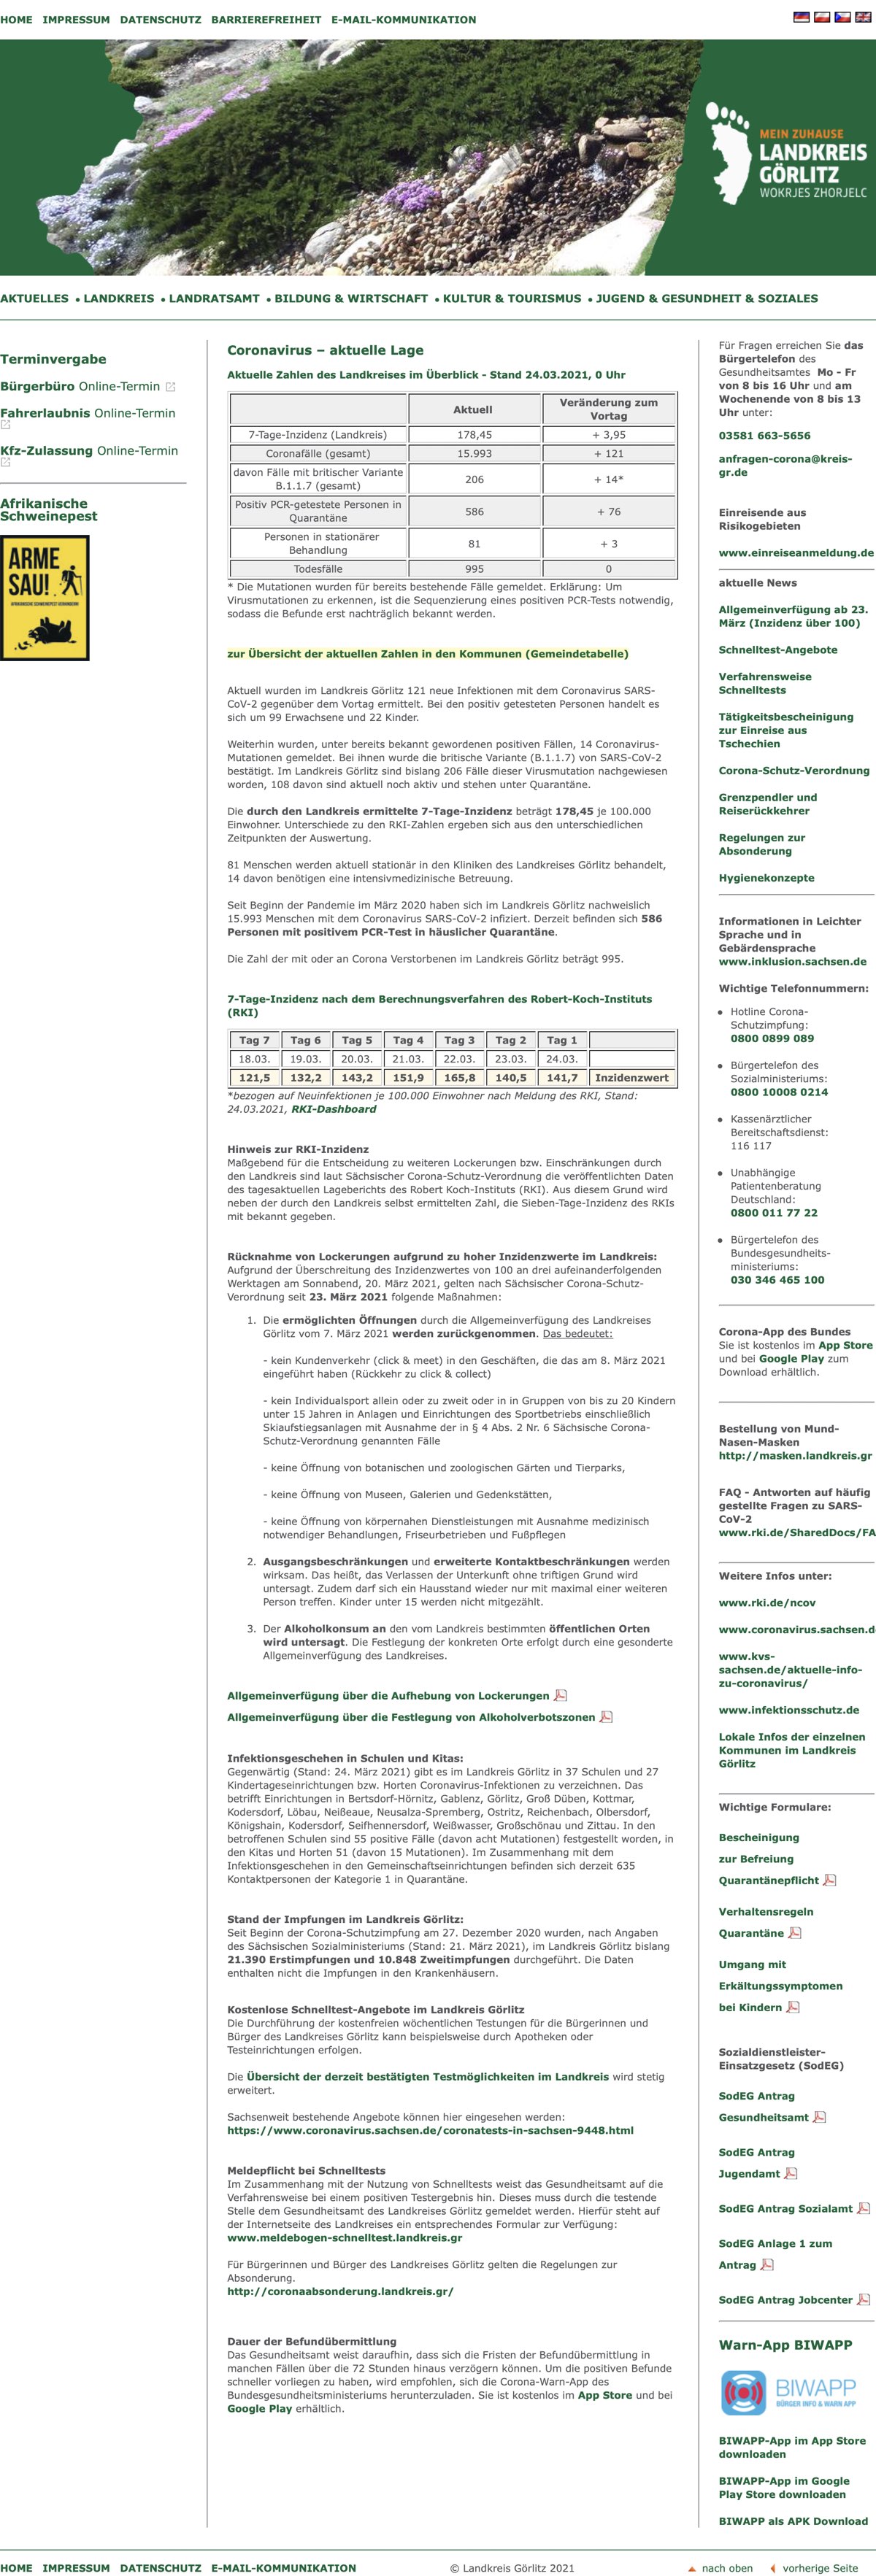 HOME IMPRESSUM DATENSCHUTZ BARRIEREFREIHEIT E-MAIL-KOMMUNIKATION
MEIN ZUHAUSE
LANDKREIS
GÖRLITZ
WOKRJES ZHORJELC
AKTUELLES • LANDKREIS • LANDRATSAMT • BILDUNG & WIRTSCHAFT • KULTUR & TOURISMUS • JUGEND & GESUNDHEIT & SOZIALES
Terminvergabe
Bürgerbüro Online-Termin
Fahrerlaubnis Online-Termin
Kfz-Zulassung Online-Termin
Afrikanische
Schweinepest
ARME
SAU!
Coronavirus – aktuelle Lage
Aktuelle Zahlen des Landkreises im Überblick - Stand 24.03.2021, 0 Uhr
Aktuell
Veränderung zum
Vortag
7-Tage-Inzidenz (Landkreis) 178,45 + 3,95
Coronafälle (gesamt) 15.993 + 121
davon Fälle mit britischer Variante
B.1.1.7 (gesamt) 206 + 14*
Positiv PCR-getestete Personen in
Quarantäne 586 + 76
Personen in stationärer
Behandlung 81 + 3
Todesfälle 995 0
* Die Mutationen wurden für bereits bestehende Fälle gemeldet. Erklärung: Um
Virusmutationen zu erkennen, ist die Sequenzierung eines positiven PCR-Tests notwendig,
sodass die Befunde erst nachträglich bekannt werden.
zur Übersicht der aktuellen Zahlen in den Kommunen (Gemeindetabelle)
Aktuell wurden im Landkreis Görlitz 121 neue Infektionen mit dem Coronavirus SARS-
CoV-2 gegenüber dem Vortag ermittelt. Bei den positiv getesteten Personen handelt es
sich um 99 Erwachsene und 22 Kinder.
Weiterhin wurden, unter bereits bekannt gewordenen positiven Fällen, 14 Coronavirus-
Mutationen gemeldet. Bei ihnen wurde die britische Variante (B.1.1.7) von SARS-CoV-2
bestätigt. Im Landkreis Görlitz sind bislang 206 Fälle dieser Virusmutation nachgewiesen
worden, 108 davon sind aktuell noch aktiv und stehen unter Quarantäne.
Die durch den Landkreis ermittelte 7-Tage-Inzidenz beträgt 178,45 je 100.000
Einwohner. Unterschiede zu den RKI-Zahlen ergeben sich aus den unterschiedlichen
Zeitpunkten der Auswertung.
81 Menschen werden aktuell stationär in den Kliniken des Landkreises Görlitz behandelt,
14 davon benötigen eine intensivmedizinische Betreuung.
Seit Beginn der Pandemie im März 2020 haben sich im Landkreis Görlitz nachweislich
15.993 Menschen mit dem Coronavirus SARS-CoV-2 infiziert. Derzeit befinden sich 586
Personen mit positivem PCR-Test in häuslicher Quarantäne.
Die Zahl der mit oder an Corona Verstorbenen im Landkreis Görlitz beträgt 995.
7-Tage-Inzidenz nach dem Berechnungsverfahren des Robert-Koch-Instituts
(RKI)
Tag 7 Tag 6 Tag 5 Tag 4 Tag 3 Tag 2 Tag 1
18.03. 19.03. 20.03. 21.03. 22.03. 23.03. 24.03.
121,5 132,2 143,2 151,9 165,8 140,5 141,7 Inzidenzwert
*bezogen auf Neuinfektionen je 100.000 Einwohner nach Meldung des RKI, Stand:
24.03.2021, RKI-Dashboard
Hinweis zur RKI-Inzidenz
Maßgebend für die Entscheidung zu weiteren Lockerungen bzw. Einschränkungen durch
den Landkreis sind laut Sächsischer Corona-Schutz-Verordnung die veröffentlichten Daten
des tagesaktuellen Lageberichts des Robert Koch-Instituts (RKI). Aus diesem Grund wird
neben der durch den Landkreis selbst ermittelten Zahl, die Sieben-Tage-Inzidenz des RKIs
mit bekannt gegeben.
Rücknahme von Lockerungen aufgrund zu hoher Inzidenzwerte im Landkreis:
Aufgrund der Überschreitung des Inzidenzwertes von 100 an drei aufeinanderfolgenden
Werktagen am Sonnabend, 20. März 2021, gelten nach Sächsischer Corona-Schutz-
Verordnung seit 23. März 2021 folgende Maßnahmen:
1. Die ermöglichten Öffnungen durch die Allgemeinverfügung des Landkreises
Görlitz vom 7. März 2021 werden zurückgenommen. Das bedeutet:
- kein Kundenverkehr (click & meet) in den Geschäften, die das am 8. März 2021
eingeführt haben (Rückkehr zu click & collect)
- kein Individualsport allein oder zu zweit oder in in Gruppen von bis zu 20 Kindern
unter 15 Jahren in Anlagen und Einrichtungen des Sportbetriebs einschließlich
Skiaufstiegsanlagen mit Ausnahme der in § 4 Abs. 2 Nr. 6 Sächsische Corona-
Schutz-Verordnung genannten Fälle
- keine Öffnung von botanischen und zoologischen Gärten und Tierparks,
- keine Öffnung von Museen, Galerien und Gedenkstätten,
- keine Öffnung von körpernahen Dienstleistungen mit Ausnahme medizinisch
notwendiger Behandlungen, Friseurbetrieben und Fußpflegen
2. Ausgangsbeschränkungen und erweiterte Kontaktbeschränkungen werden
wirksam. Das heißt, das Verlassen der Unterkunft ohne triftigen Grund wird
untersagt. Zudem darf sich ein Hausstand wieder nur mit maximal einer weiteren
Person treffen. Kinder unter 15 werden nicht mitgezählt.
3. Der Alkoholkonsum an den vom Landkreis bestimmten öffentlichen Orten
wird untersagt. Die Festlegung der konkreten Orte erfolgt durch eine gesonderte
Allgemeinverfügung des Landkreises.
Allgemeinverfügung über die Aufhebung von Lockerungen
Allgemeinverfügung über die Festlegung von Alkoholverbotszonen
Infektionsgeschehen in Schulen und Kitas:
Gegenwärtig (Stand: 24. März 2021) gibt es im Landkreis Görlitz in 37 Schulen und 27
Kindertageseinrichtungen bzw. Horten Coronavirus-Infektionen zu verzeichnen. Das
betrifft Einrichtungen in Bertsdorf-Hörnitz, Gablenz, Görlitz, Groß Düben, Kottmar,
Kodersdorf, Löbau, Neißeaue, Neusalza-Spremberg, Ostritz, Reichenbach, Olbersdorf,
Königshain, Kodersdorf, Seifhennersdorf, Weißwasser, Großschönau und Zittau. In den
betroffenen Schulen sind 55 positive Fälle (davon acht Mutationen) festgestellt worden, in
den Kitas und Horten 51 (davon 15 Mutationen). Im Zusammenhang mit dem
Infektionsgeschehen in den Gemeinschaftseinrichtungen befinden sich derzeit 635
Kontaktpersonen der Kategorie 1 in Quarantäne.
Stand der Impfungen im Landkreis Görlitz:
Seit Beginn der Corona-Schutzimpfung am 27. Dezember 2020 wurden, nach Angaben
des Sächsischen Sozialministeriums (Stand: 21. März 2021), im Landkreis Görlitz bislang
21.390 Erstimpfungen und 10.848 Zweitimpfungen durchgeführt. Die Daten
enthalten nicht die Impfungen in den Krankenhäusern.
Kostenlose Schnelltest-Angebote im Landkreis Görlitz
Die Durchführung der kostenfreien wöchentlichen Testungen für die Bürgerinnen und
Bürger des Landkreises Görlitz kann beispielsweise durch Apotheken oder
Testeinrichtungen erfolgen.
Die Übersicht der derzeit bestätigten Testmöglichkeiten im Landkreis wird stetig
erweitert.
Sachsenweit bestehende Angebote können hier eingesehen werden:
https://www.coronavirus.sachsen.de/coronatests-in-sachsen-9448.html
Meldepflicht bei Schnelltests
Im Zusammenhang mit der Nutzung von Schnelltests weist das Gesundheitsamt auf die
Verfahrensweise bei einem positiven Testergebnis hin. Dieses muss durch die testende
Stelle dem Gesundheitsamt des Landkreises Görlitz gemeldet werden. Hierfür steht auf
der Internetseite des Landkreises ein entsprechendes Formular zur Verfügung:
www.meldebogen-schnelltest.landkreis.gr
Für Bürgerinnen und Bürger des Landkreises Görlitz gelten die Regelungen zur
Absonderung.
http://coronaabsonderung.landkreis.gr/
Dauer der Befundübermittlung
Das Gesundheitsamt weist daraufhin, dass sich die Fristen der Befundübermittlung in
manchen Fällen über die 72 Stunden hinaus verzögern können. Um die positiven Befunde
schneller vorliegen zu haben, wird empfohlen, sich die Corona-Warn-App des
Bundesgesundheitsministeriums herunterzuladen. Sie ist kostenlos im App Store und bei
Google Play erhältlich.
Für Fragen erreichen Sie das
Bürgertelefon des
Gesundheitsamtes Mo - Fr
von 8 bis 16 Uhr und am
Wochenende von 8 bis 13
Uhr unter:
03581 663-5656
anfragen-corona@kreis-
gr.de
Einreisende aus
Risikogebieten
www.einreiseanmeldung.de
aktuelle News
Allgemeinverfügung ab 23.
März (Inzidenz über 100)
Schnelltest-Angebote
Verfahrensweise
Schnelltests
Tätigkeitsbescheinigung
zur Einreise aus
Tschechien
Corona-Schutz-Verordnung
Grenzpendler und
Reiserückkehrer
Regelungen zur
Absonderung
Hygienekonzepte
Informationen in Leichter
Sprache und in
Gebärdensprache
www.inklusion.sachsen.de
Wichtige Telefonnummern:
• Hotline Corona-
Schutzimpfung:
0800 0899 089
• Bürgertelefon des
Sozialministeriums:
0800 10008 0214
• Kassenärztlicher
Bereitschaftsdienst:
116 117
• Unabhängige
Patientenberatung
Deutschland:
0800 011 77 22
• Bürgertelefon des
Bundesgesundheits-
ministeriums:
030 346 465 100
Corona-App des Bundes
Sie ist kostenlos im App Store
und bei Google Play zum
Download erhältlich.
Bestellung von Mund-
Nasen-Masken
http://masken.landkreis.gr
FAQ - Antworten auf häufig
gestellte Fragen zu SARS-
CoV-2
www.rki.de/SharedDocs/FA
Weitere Infos unter:
www.rki.de/ncov
www.coronavirus.sachsen.d
www.kvs-
sachsen.de/aktuelle-info-
zu-coronavirus/
www.infektionsschutz.de
Lokale Infos der einzelnen
Kommunen im Landkreis
Görlitz
Wichtige Formulare:
Bescheinigung
zur Befreiung
Quarantänepflicht
Verhaltensregeln
Quarantäne
Umgang mit
Erkältungssymptomen
bei Kindern
Sozialdienstleister-
Einsatzgesetz (SodEG)
SodEG Antrag
Gesundheitsamt
SodEG Antrag
Jugendamt
SodEG Antrag Sozialamt
SodEG Anlage 1 zum
Antrag
SodEG Antrag Jobcenter
Warn-App BIWAPP
BIWAPP
BÜRGER INFO & WARN APP
BIWAPP-App im App Store
downloaden
BIWAPP-App im Google
Play Store downloaden
BIWAPP als APK Download
HOME IMPRESSUM DATENSCHUTZ E-MAIL-KOMMUNIKATION
© Landkreis Görlitz 2021
nach oben vorherige Seite